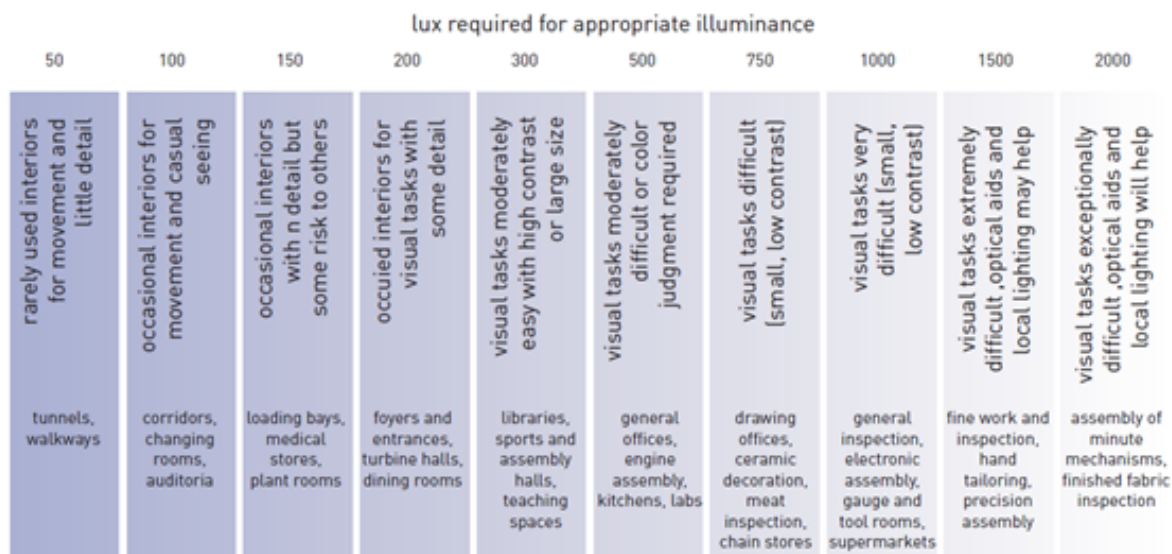 lux required for appropriate illuminance
50
100
150
200
300
500
750
1000
1500
2000
rarely used interiors
for movement and
little detail
occasional interiors for
movement and casual
seeing
occasional interiors
with n detail but
some risk to others
occuied interiors for
visual tasks with
some detail
visual tasks moderately
easy with high contrast
or large size
visual tasks moderately
difficult or color
judgment required
visual tasks difficult
(small, low contrast)
visual tasks very
difficult (small,
low contrast)
visual tasks extremely
difficult ,optical aids and
local lighting may help
visual tasks exceptionally
difficult ,optical aids and
local lighting will help
tunnels,
walkways
corridors,
changing
rooms,
auditoria
loading bays,
medical
stores,
plant rooms
foyers and
entrances,
turbine halls,
dining rooms
libraries,
sports and
assembly
halls,
teaching
spaces
general
offices,
engine
assembly,
kitchens, labs
drawing
offices,
ceramic
decoration,
meat
inspection,
chain stores
general
inspection,
electronic
assembly,
gauge and
tool rooms,
supermarkets
fine work and
inspection,
hand
tailoring,
precision
assembly
assembly of
minute
mechanisms,
finished fabric
inspection